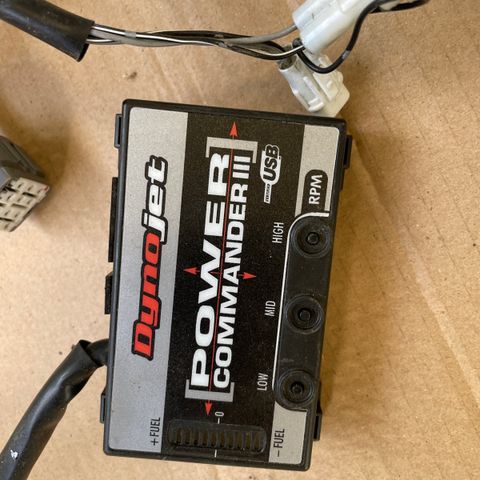 Dynojet
[POWER]
COMMANDER III
USB
RPM
HIGH
MID
LOW
+ FUEL
0
- FUEL